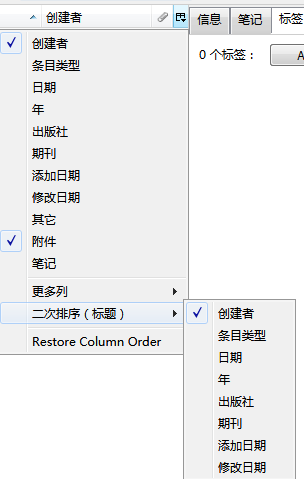 创建者
信息
笔记
标签
0 个标签：
创建者
条目类型
日期
年
出版社
期刊
添加日期
修改日期
其它
附件
笔记
更多列
二次排序（标题）
Restore Column Order
创建者
条目类型
日期
年
出版社
期刊
添加日期
修改日期